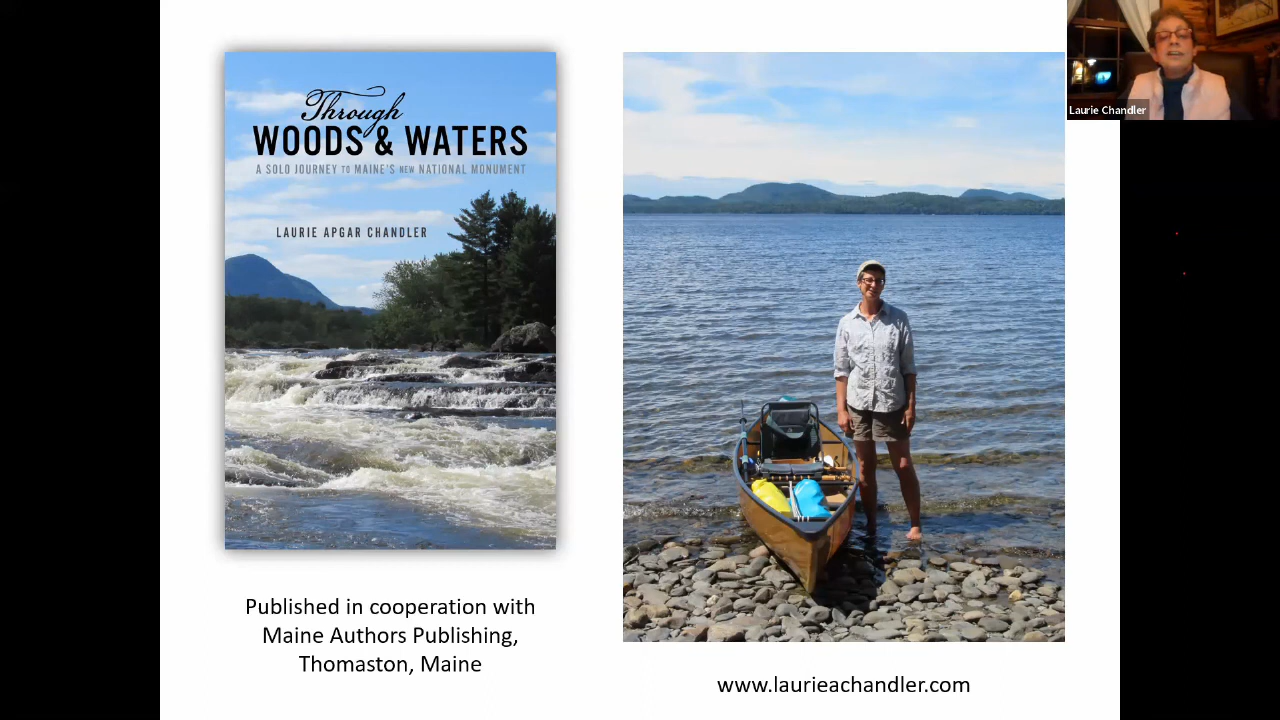 Through
WOODS & WATERS
A SOLO JOURNEY TO MAINE'S NEW NATIONAL MONUMENT
LAURIE APGAR CHANDLER
Published in cooperation with
Maine Authors Publishing,
Thomaston, Maine
www.laurieachandler.com
Laurie Chandler